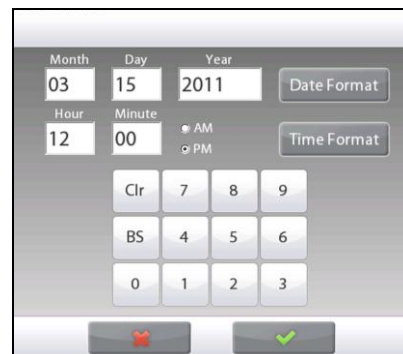 Month Day Year
03 15 2011 Date Format
Hour Minute
12 00 AM
PM
Time Format
Clr 7 8 9
BS 4 5 6
0 1 2 3